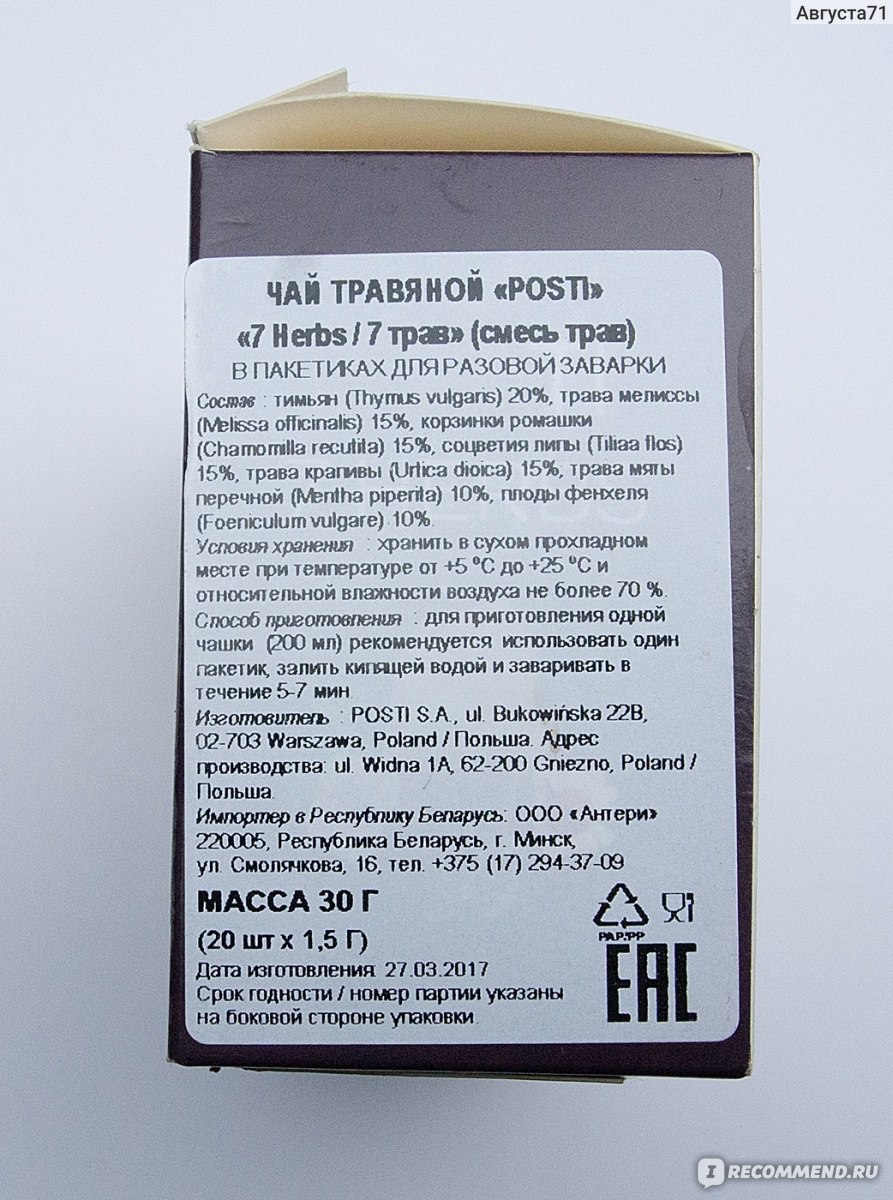 Августа71
ЧАЙ ТРАВЯНОЙ «POSTI»
«7 Herbs / 7 трав» (смесь трав)
В ПАКЕТИКАХ ДЛЯ РАЗОВОЙ ЗАВАРКИ
Состав : тимьян (Thymus vulgaris) 20%, трава мелиссы
(Melissa officinalis) 15%, корзинки ромашки
(Chamomilla recutita) 15%, соцветия липы (Tiliaa flos)
15%, трава крапивы (Urtica dioica) 15%, трава мяты
перечной (Mentha piperita) 10%, плоды фенхеля
(Foeniculum vulgare) 10%.
Условия хранения : хранить в сухом прохладном
месте при температуре от +5 °C до +25 °C и
относительной влажности воздуха не более 70 %.
Способ приготовления : для приготовления одной
чашки (200 мл) рекомендуется использовать один
пакетик, залить кипящей водой и заваривать в
течение 5-7 мин.
Изготовитель : POSTI S.A., ul. Bukowińska 22B,
02-703 Warszawa, Poland / Польша. Адрес
производства: ul. Widna 1A, 62-200 Gniezno, Poland /
Польша.
Импортер в Республику Беларусь: ООО «Антери»
220005, Республика Беларусь, г. Минск,
ул. Смолячкова, 16, тел. +375 (17) 294-37-09
МАССА 30 Г
(20 шт x 1,5 Г)
PAP/PP
Дата изготовления: 27.03.2017
Срок годности / номер партии указаны
на боковой стороне упаковки.
EAC
I RECOMMEND.RU